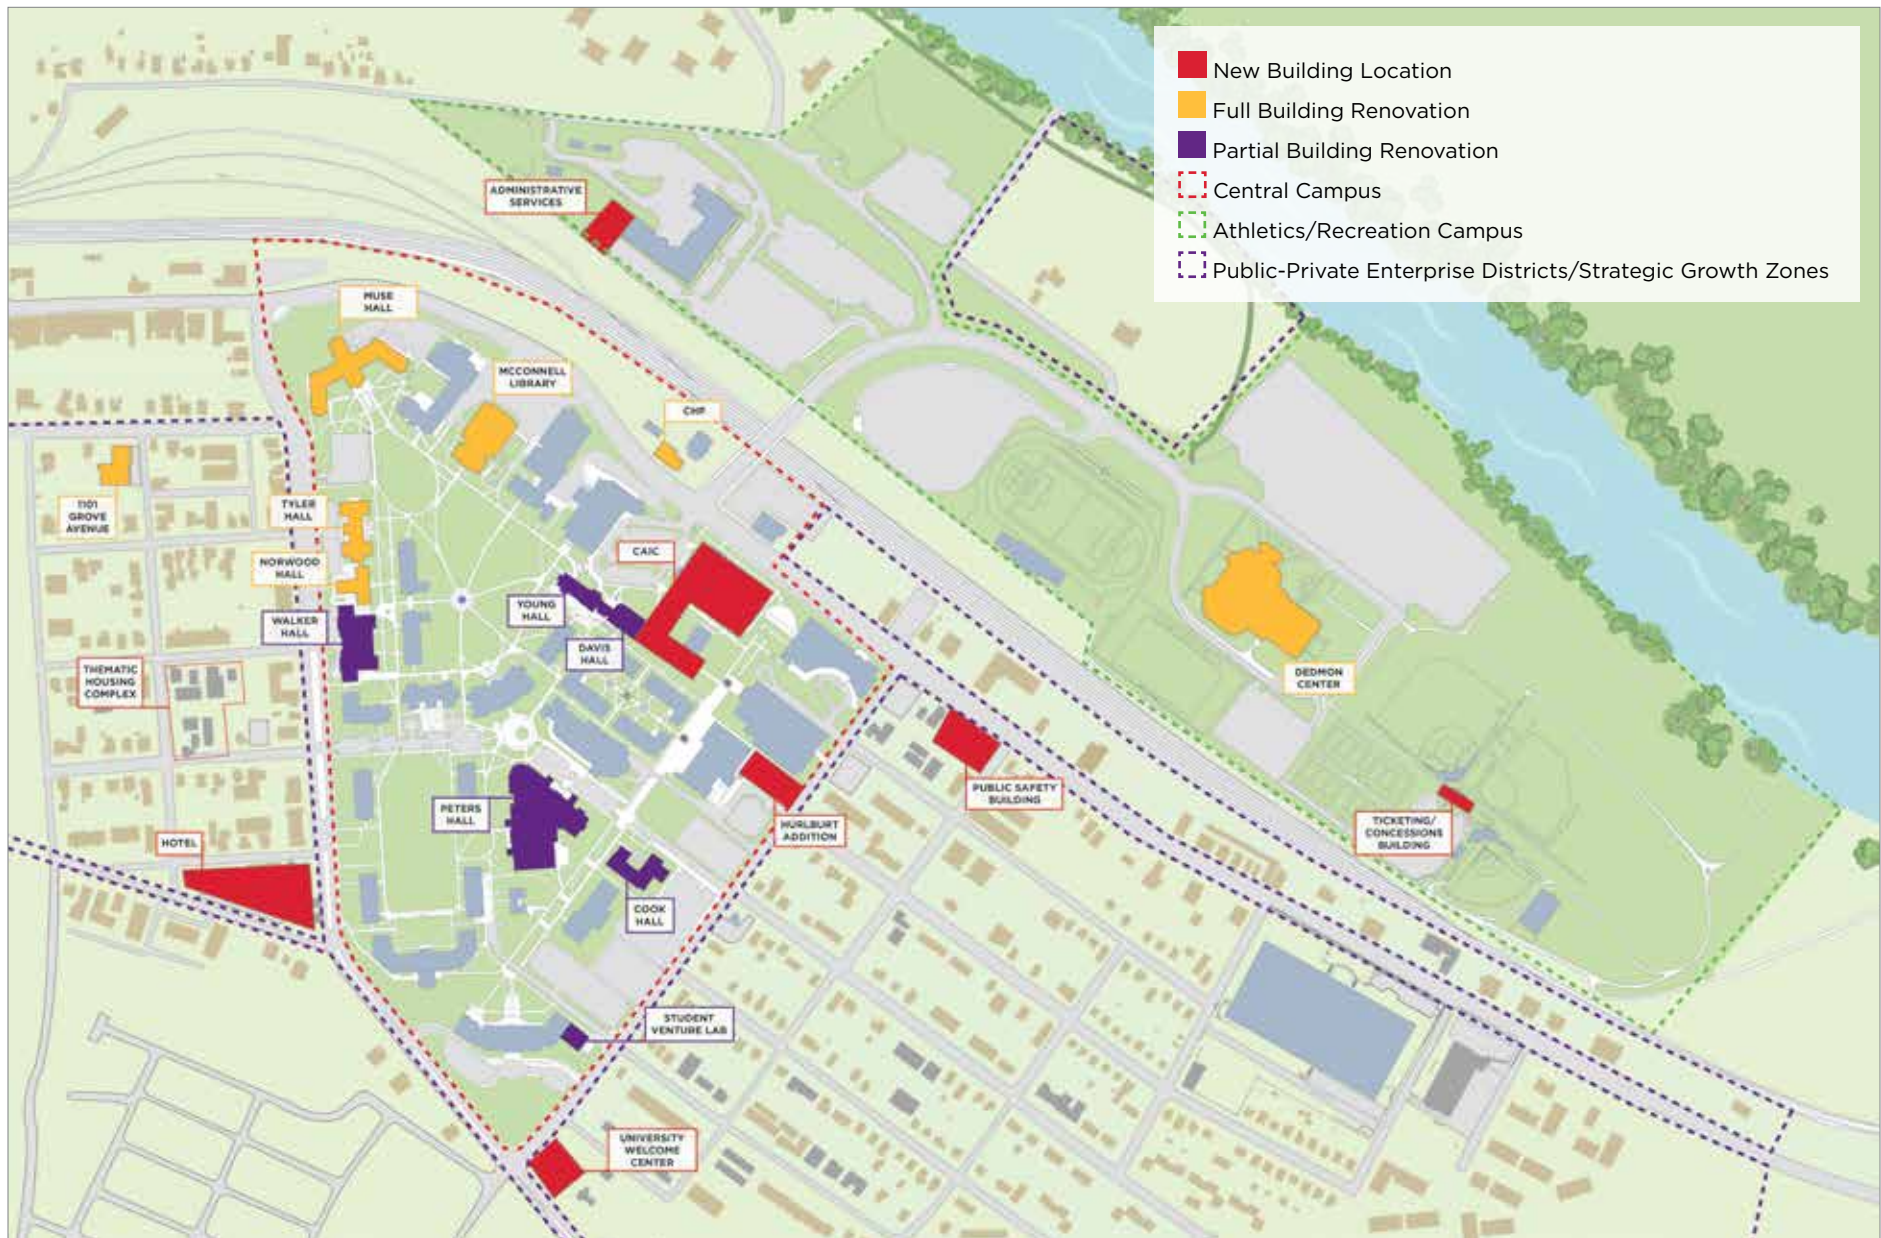 New Building Location
Full Building Renovation
Partial Building Renovation
Central Campus
Athletics/Recreation Campus
Public-Private Enterprise Districts/Strategic Growth Zones
ADMINISTRATIVE
SERVICES
MUSE
HALL
MCCONNELL
LIBRARY
CHP
1101
GROVE
AVENUE
TYLER
HALL
NORWOOD
HALL
CAIC
YOUNG
HALL
WALKER
HALL
DAVIS
HALL
THEMATIC
HOUSING
COMPLEX
DEDMON
CENTER
PETERS
HALL
PUBLIC SAFETY
BUILDING
HURLBURT
ADDITION
TICKETING/
CONCESSIONS
BUILDING
HOTEL
COOK
HALL
STUDENT
VENTURE LAB
UNIVERSITY
WELCOME
CENTER